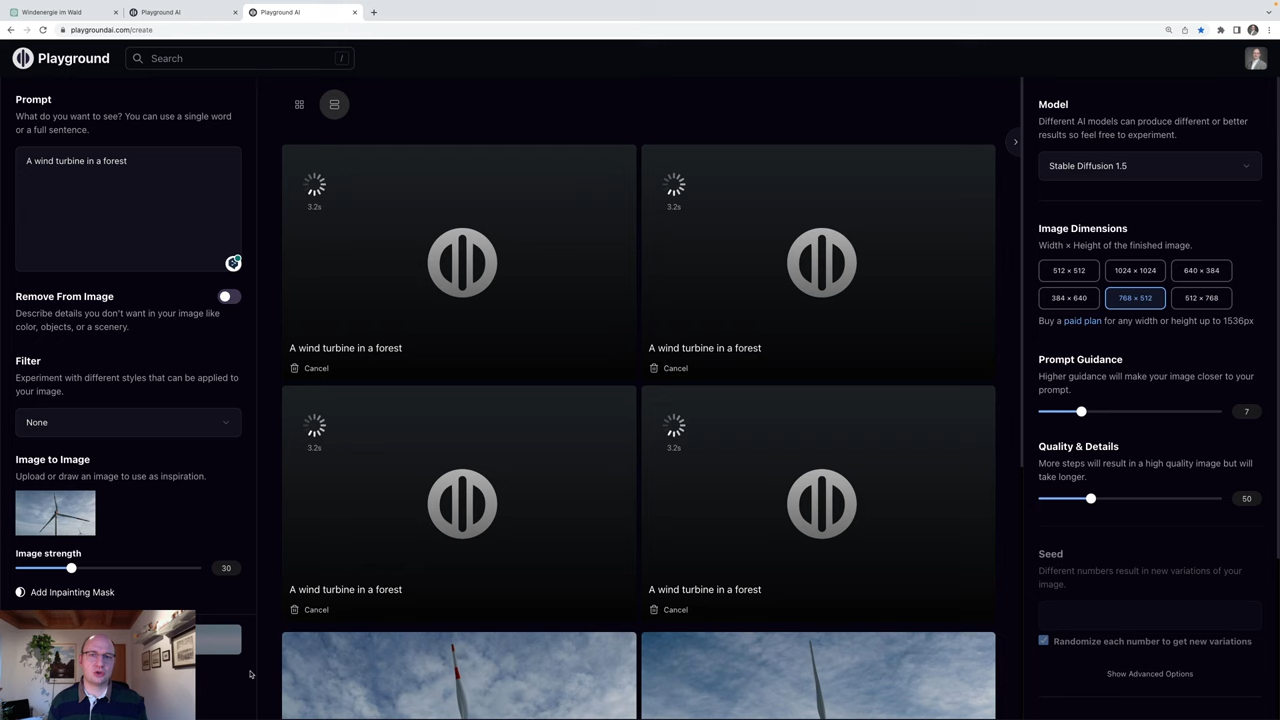 Windenergie im Wald
Playground AI
Playground AI
playgroundai.com/create
Playground
Search
/
Prompt
What do you want to see? You can use a single word
or a full sentence.
A wind turbine in a forest
Remove From Image
Describe details you don't want in your image like
color, objects, or a scenery.
Filter
Experiment with different styles that can be applied to
your image.
None
Image to Image
Upload or draw an image to use as inspiration.
Image strength
30
Add Inpainting Mask
3.2s
A wind turbine in a forest
Cancel
3.2s
A wind turbine in a forest
Cancel
3.2s
A wind turbine in a forest
Cancel
3.2s
A wind turbine in a forest
Cancel
Model
Different AI models can produce different or better
results so feel free to experiment.
Stable Diffusion 1.5
Image Dimensions
Width × Height of the finished image.
512 × 512
1024 × 1024
640 × 384
384 × 640
768 × 512
512 × 768
Buy a paid plan for any width or height up to 1536px
Prompt Guidance
Higher guidance will make your image closer to your
prompt.
7
Quality & Details
More steps will result in a high quality image but will
take longer.
50
Seed
Different numbers result in new variations of your
image.
Randomize each number to get new variations
Show Advanced Options